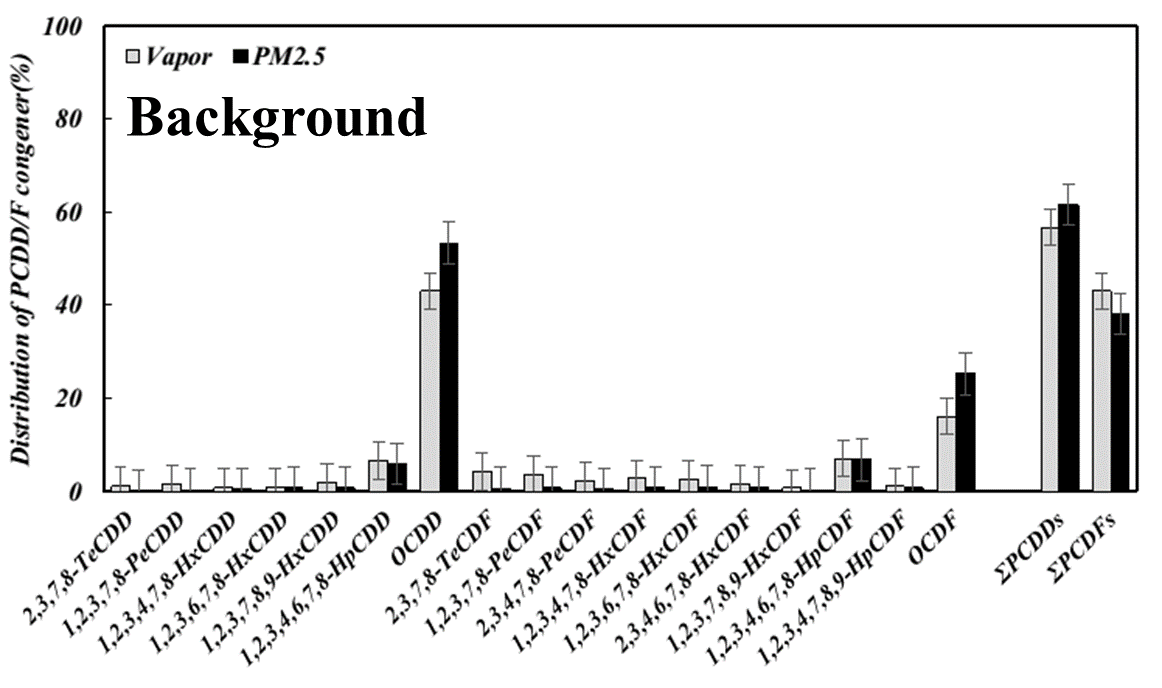 Distribution of PCDD/F congener(%)
100
80
60
40
20
0
Vapor PM2.5
Background
2,3,7,8-TeCDD
1,2,3,7,8-PeCDD
1,2,3,4,7,8-HxCDD
1,2,3,6,7,8-HxCDD
1,2,3,7,8,9-HxCDD
1,2,3,4,6,7,8-HpCDD
OCDD
2,3,7,8-TeCDF
1,2,3,7,8-PeCDF
2,3,4,7,8-PeCDF
1,2,3,4,7,8-HxCDF
1,2,3,6,7,8-HxCDF
2,3,4,6,7,8-HxCDF
1,2,3,7,8,9-HxCDF
1,2,3,4,6,7,8-HpCDF
1,2,3,4,7,8,9-HpCDF
OCDF
ΣPCDDs
ΣPCDFs